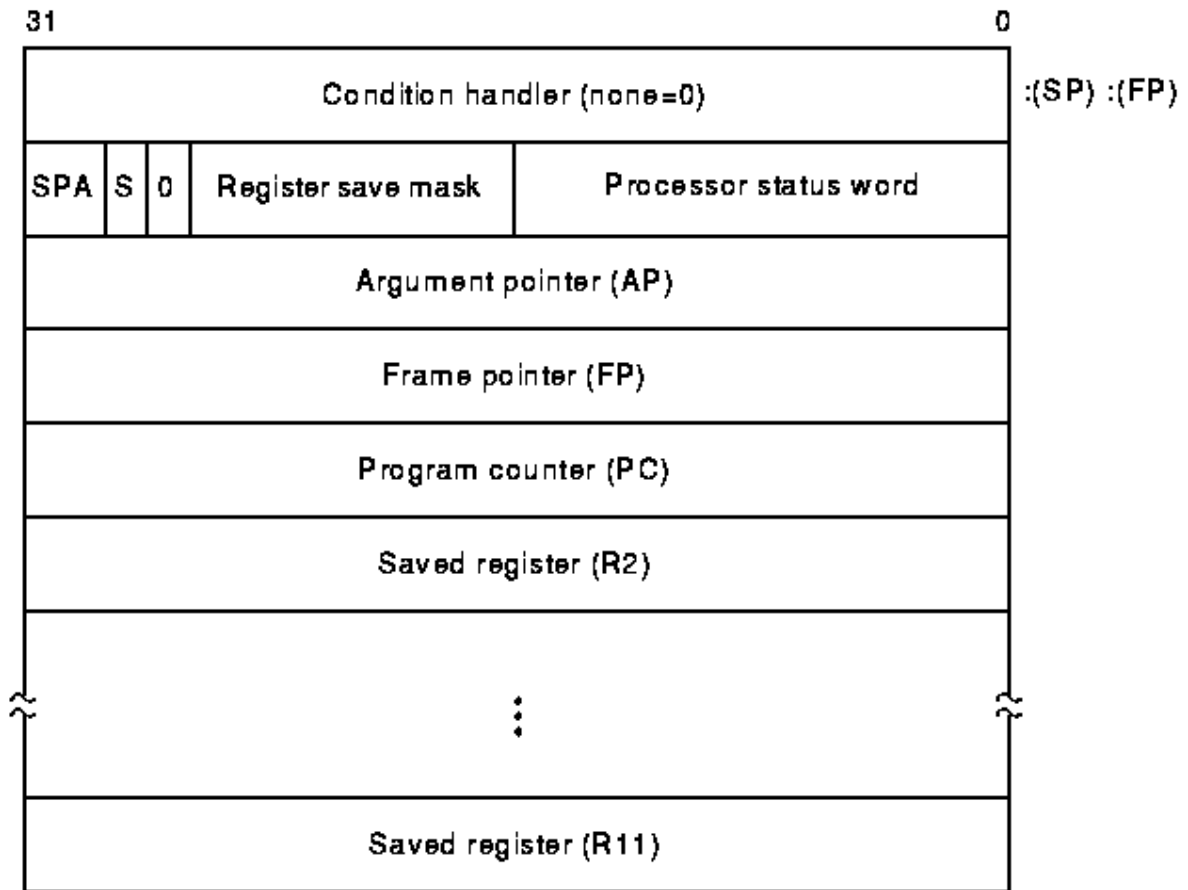 31 0
Condition handler (none=0) :(SP) :(FP)
SPA S 0 Register save mask Processor status word
Argument pointer (AP)
Frame pointer (FP)
Program counter (PC)
Saved register (R2)
Saved register (R11)